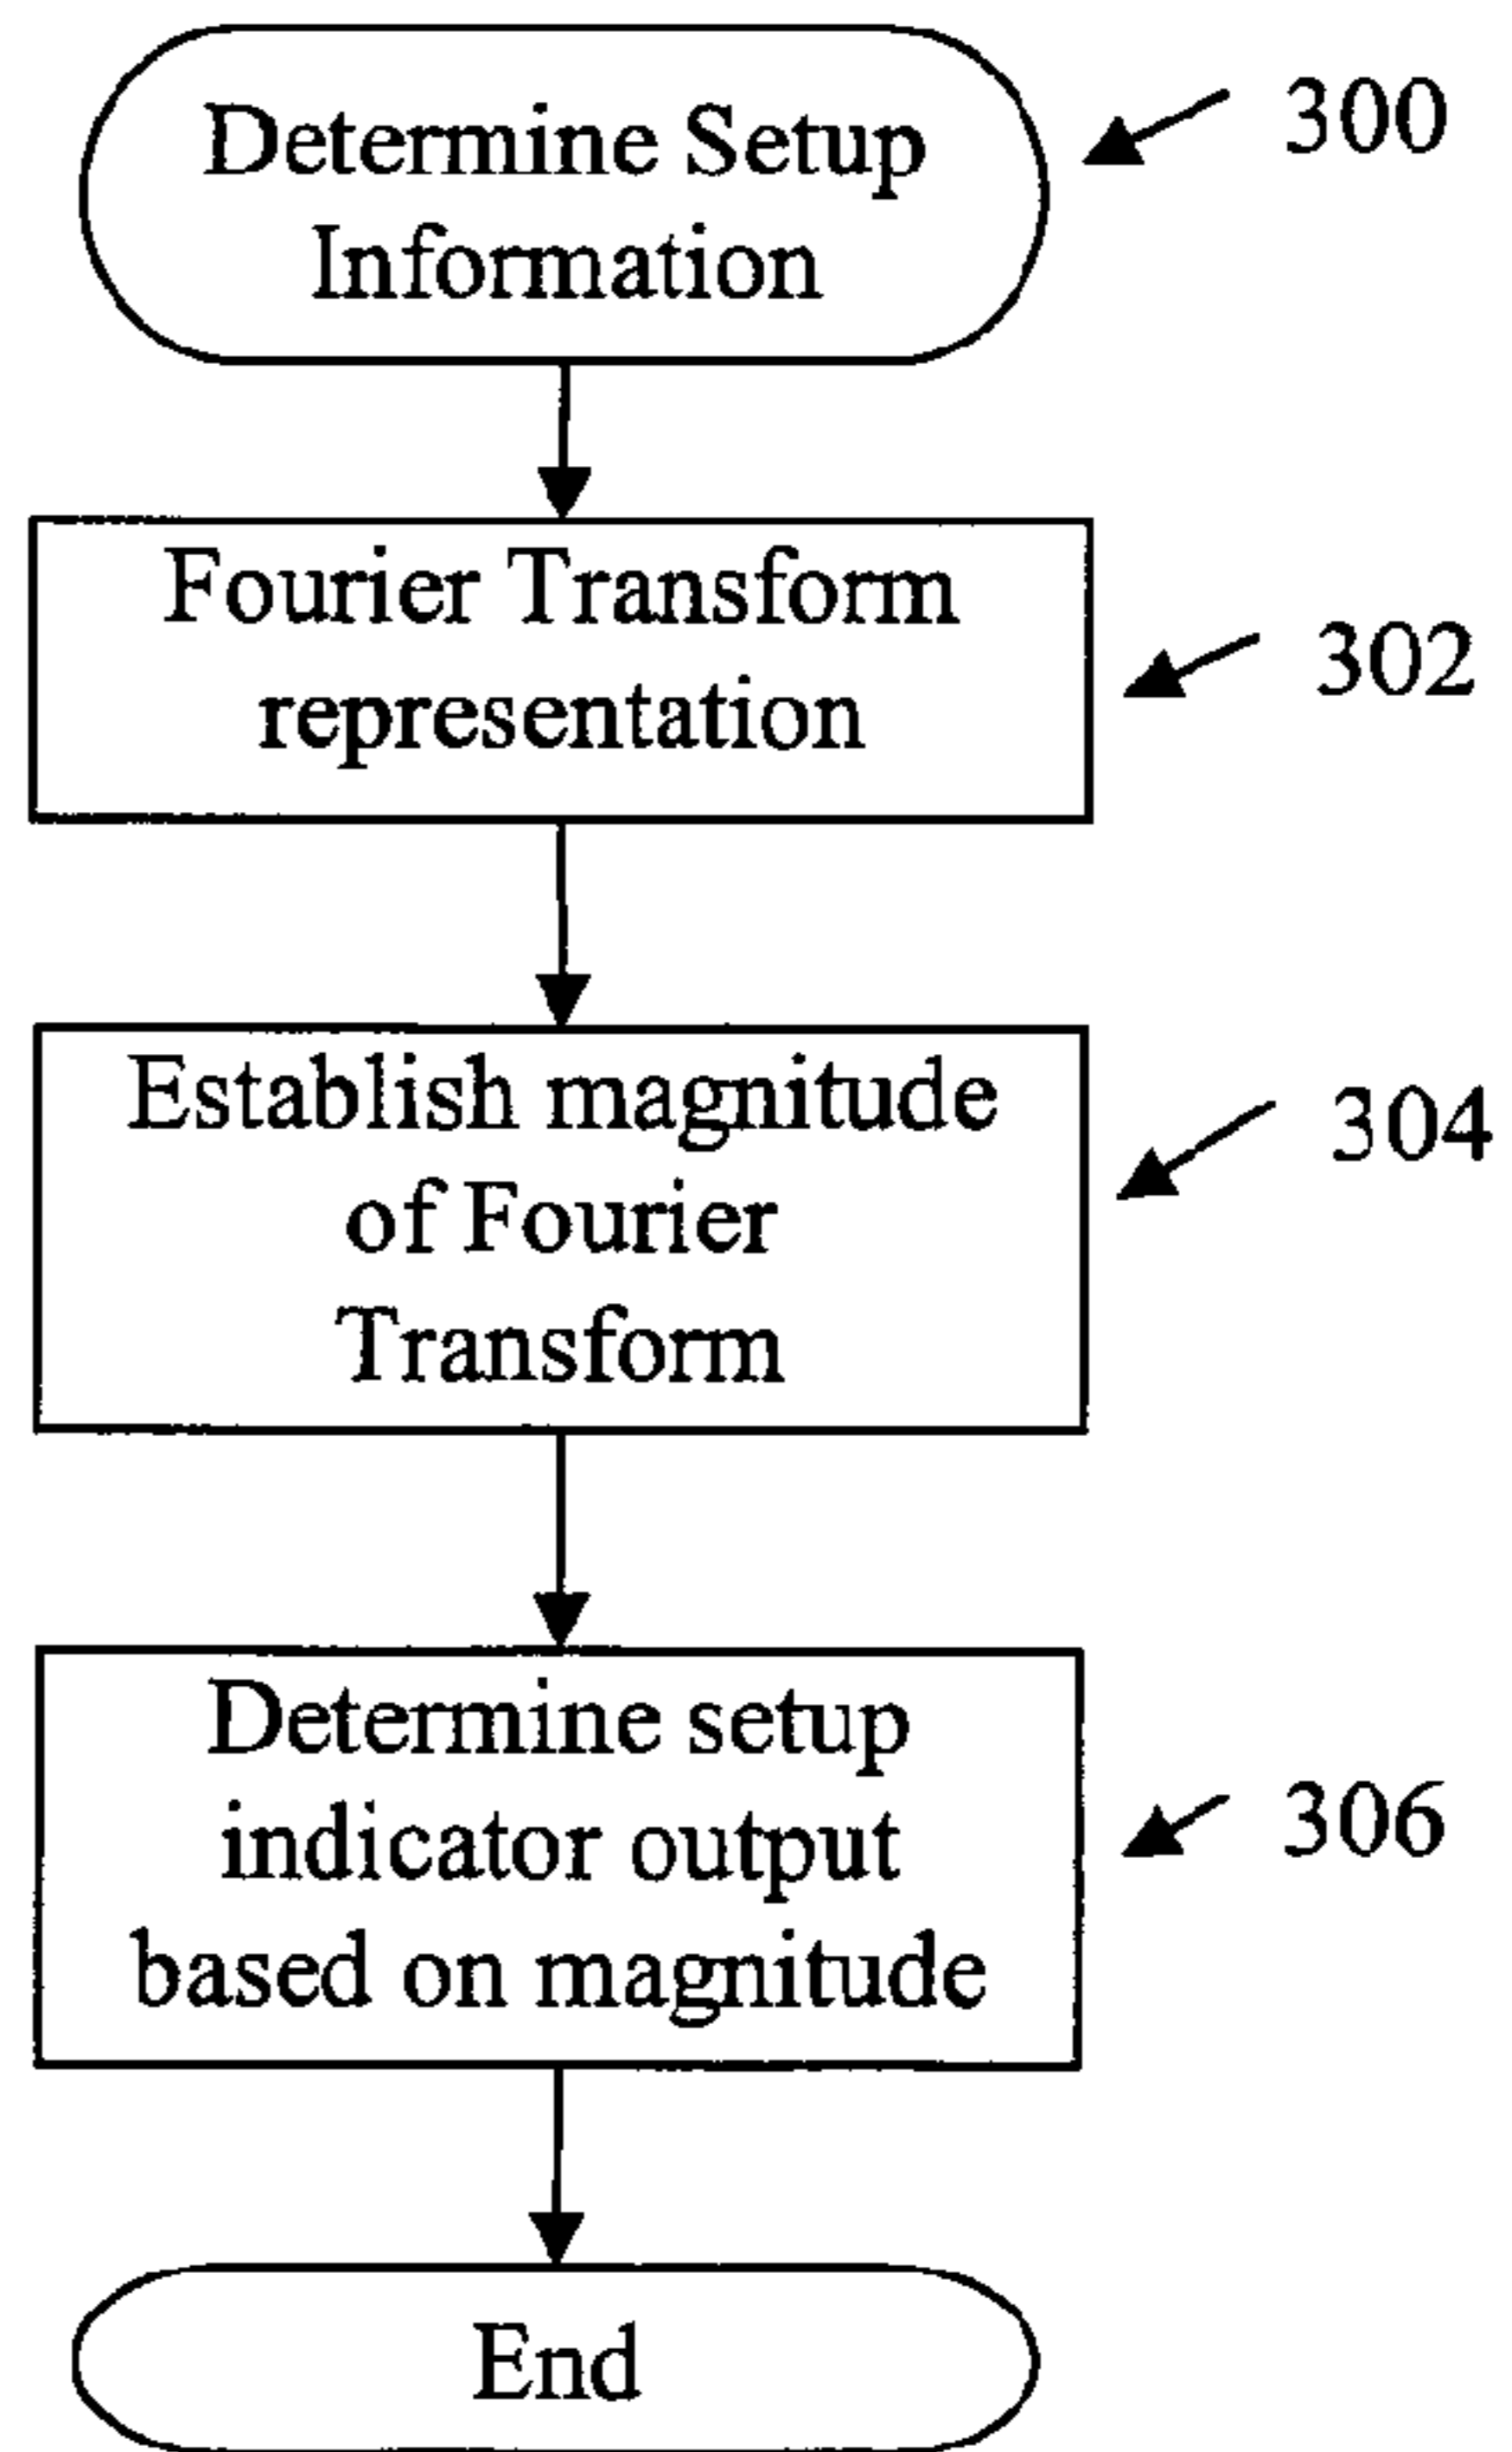 Determine Setup
Information
300
Fourier Transform
representation
302
Establish magnitude
of Fourier
Transform
304
Determine setup
indicator output
based on magnitude
306
End